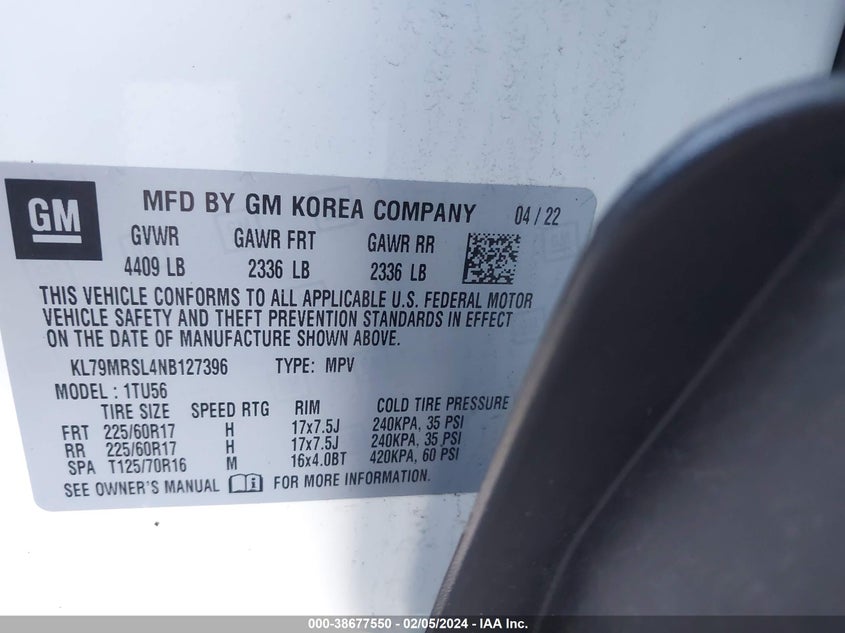 GM MFD BY GM KOREA COMPANY 04 / 22
GVWR GAWR FRT GAWR RR
4409 LB 2336 LB 2336 LB
THIS VEHICLE CONFORMS TO ALL APPLICABLE U.S. FEDERAL MOTOR
VEHICLE SAFETY AND THEFT PREVENTION STANDARDS IN EFFECT
ON THE DATE OF MANUFACTURE SHOWN ABOVE.
KL79MRSL4NB127396 TYPE: MPV
MODEL : 1TU56
TIRE SIZE SPEED RTG RIM COLD TIRE PRESSURE
FRT 225/60R17 H 17x7.5J 240KPA, 35 PSI
RR 225/60R17 H 17x7.5J 240KPA, 35 PSI
SPA T125/70R16 M 16x4.0BT 420KPA, 60 PSI
SEE OWNER'S MANUAL FOR MORE INFORMATION.
000-38677550 - 02/05/2024 - IAA Inc.